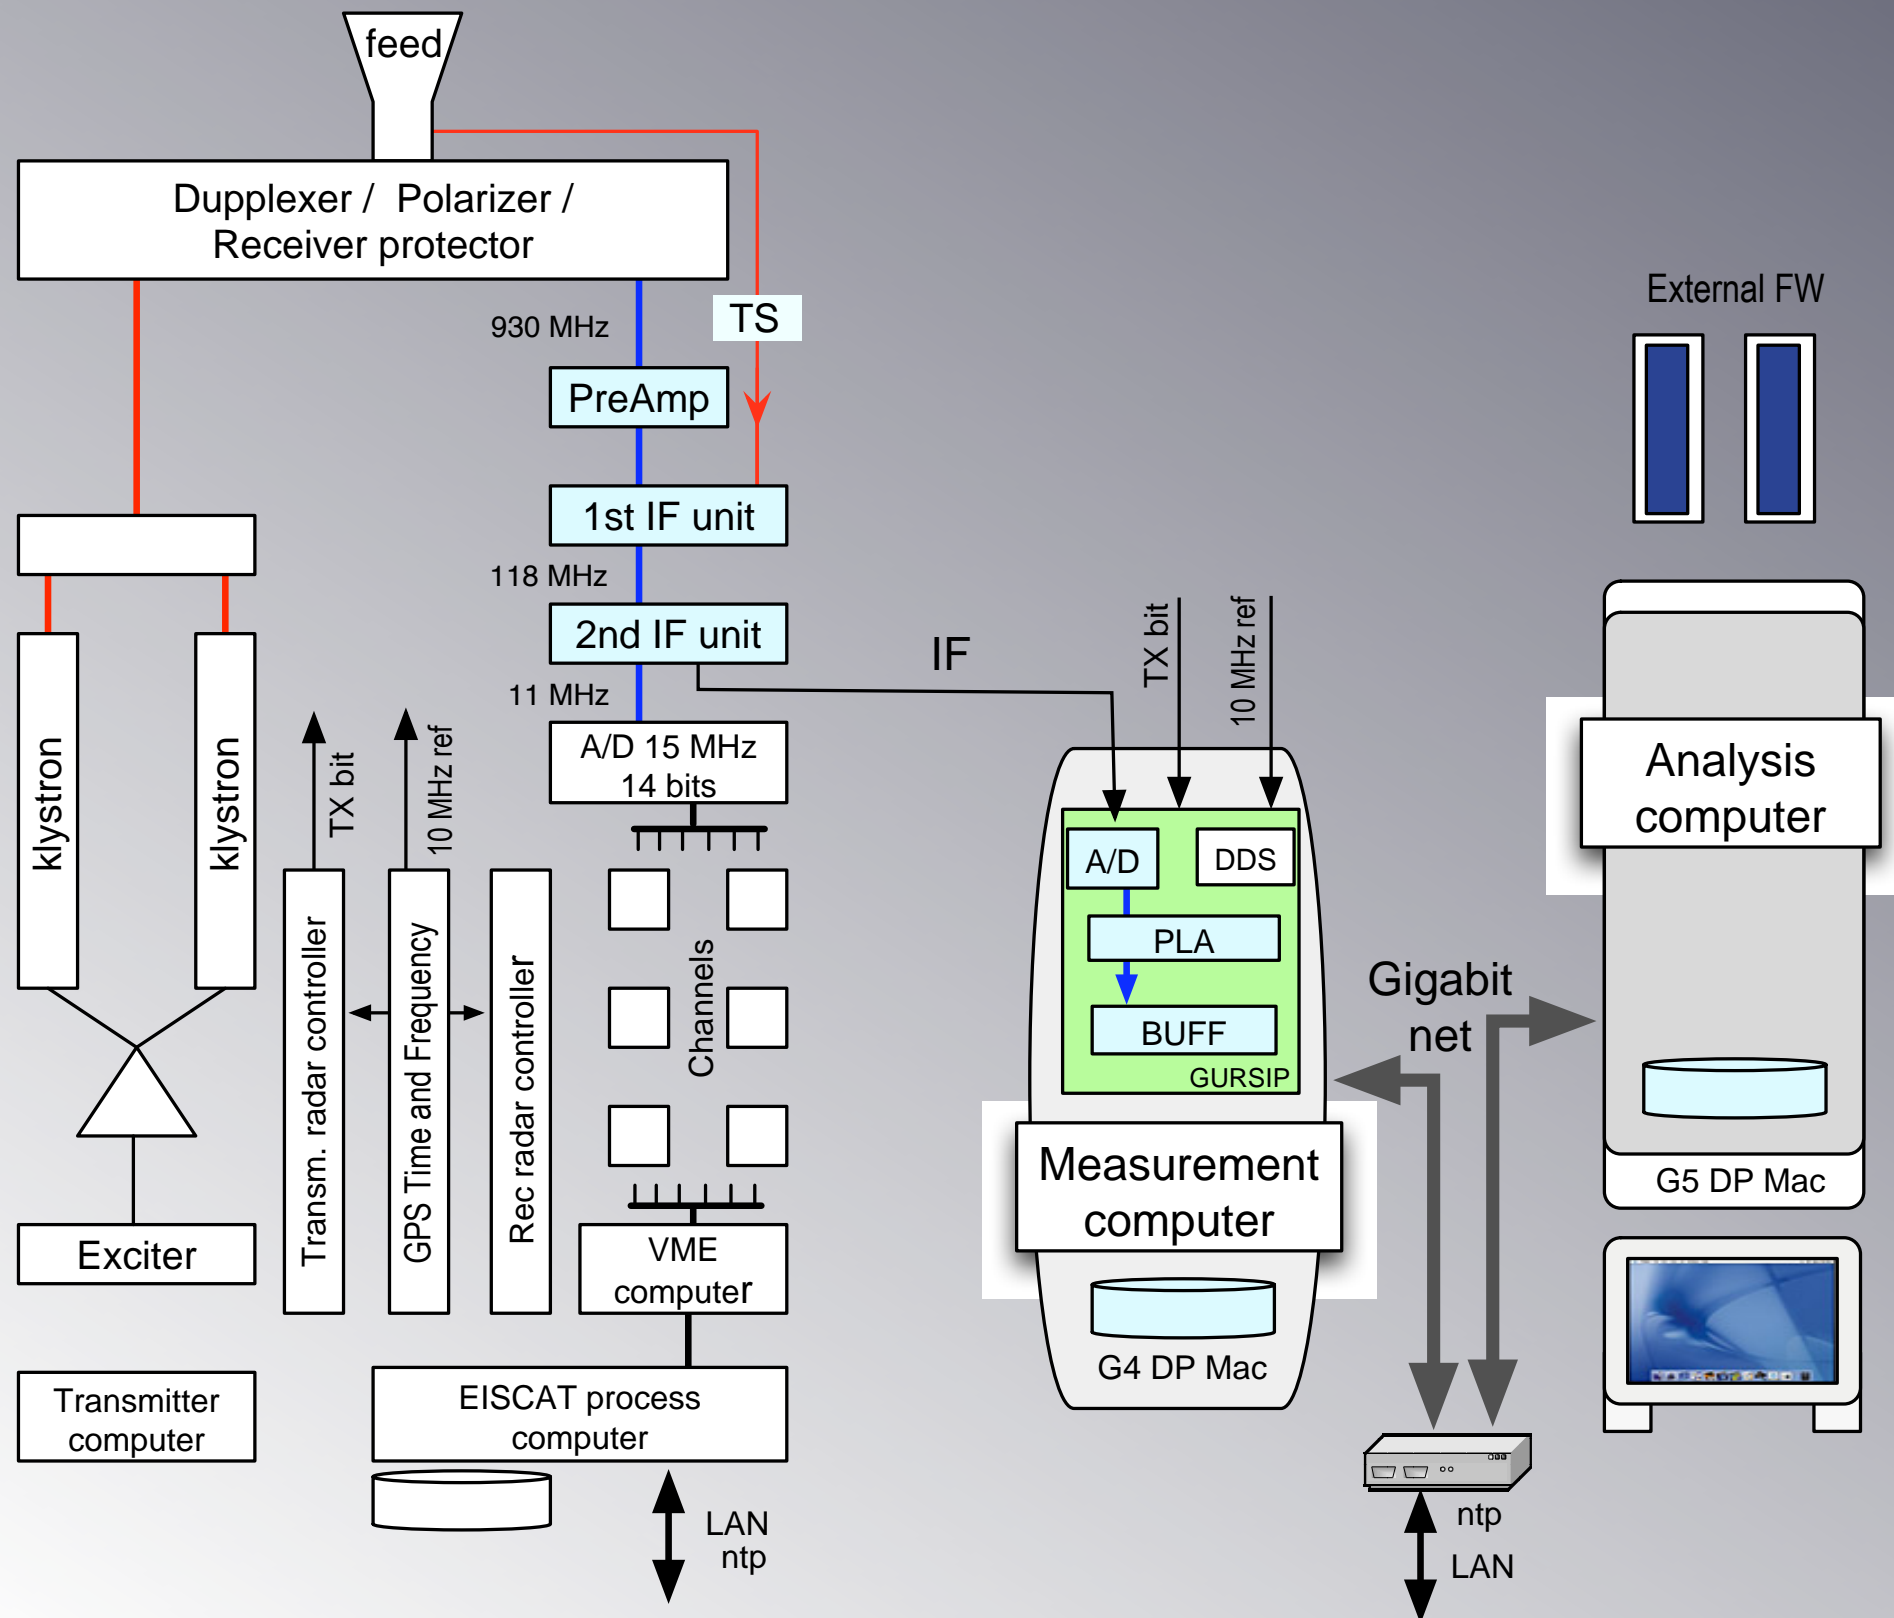 feed
Dupplexer / Polarizer /
Receiver protector
930 MHz
TS
PreAmp
1st IF unit
118 MHz
2nd IF unit
11 MHz
A/D 15 MHz
14 bits
klystron
klystron
TX bit
10 MHz ref
Transm. radar controller
GPS Time and Frequency
Rec radar controller
Channels
Exciter
VME
computer
Transmitter
computer
EISCAT process
computer
LAN
ntp
IF
TX bit
10 MHz ref
A/D
DDS
PLA
BUFF
GURSIP
Measurement
computer
G4 DP Mac
Gigabit
net
ntp
LAN
External FW
Analysis
computer
G5 DP Mac